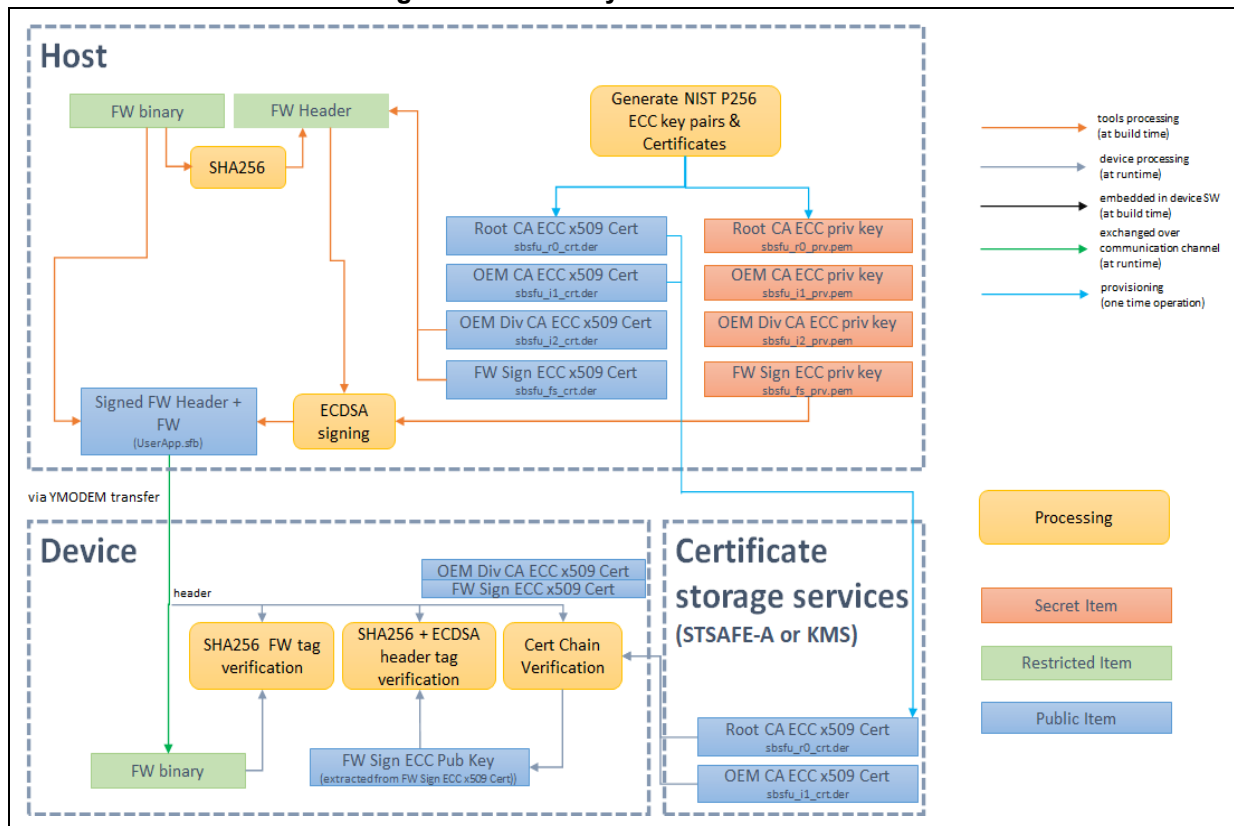 Host
FW binary
FW Header
SHA256
Generate NIST P256
ECC key pairs &
Certificates
Root CA ECC x509 Cert
sbsfu_r0_crt.der
OEM CA ECC x509 Cert
sbsfu_i1_crt.der
OEM Div CA ECC x509 Cert
sbsfu_i2_crt.der
FW Sign ECC x509 Cert
sbsfu_fs_crt.der
Root CA ECC priv key
sbsfu_r0_prv.pem
OEM CA ECC priv key
sbsfu_i1_prv.pem
OEM Div CA ECC priv key
sbsfu_i2_prv.pem
FW Sign ECC priv key
sbsfu_fs_prv.pem
Signed FW Header +
FW
(UserApp.sfb)
ECDSA
signing
tools processing
(at build time)
device processing
(at runtime)
embedded in device SW
(at build time)
exchanged over
communication channel
(at runtime)
provisioning
(one time operation)
via YMODEM transfer
Device
header
OEM Div CA ECC x509 Cert
FW Sign ECC x509 Cert
SHA256 FW tag
verification
SHA256 + ECDSA
header tag
verification
Cert Chain
Verification
FW binary
FW Sign ECC Pub Key
(extracted from FW Sign ECC x509 Cert))
Certificate
storage services
(STSAFE-A or KMS)
Root CA ECC x509 Cert
sbsfu_r0_crt.der
OEM CA ECC x509 Cert
sbsfu_i1_crt.der
Processing
Secret Item
Restricted Item
Public Item